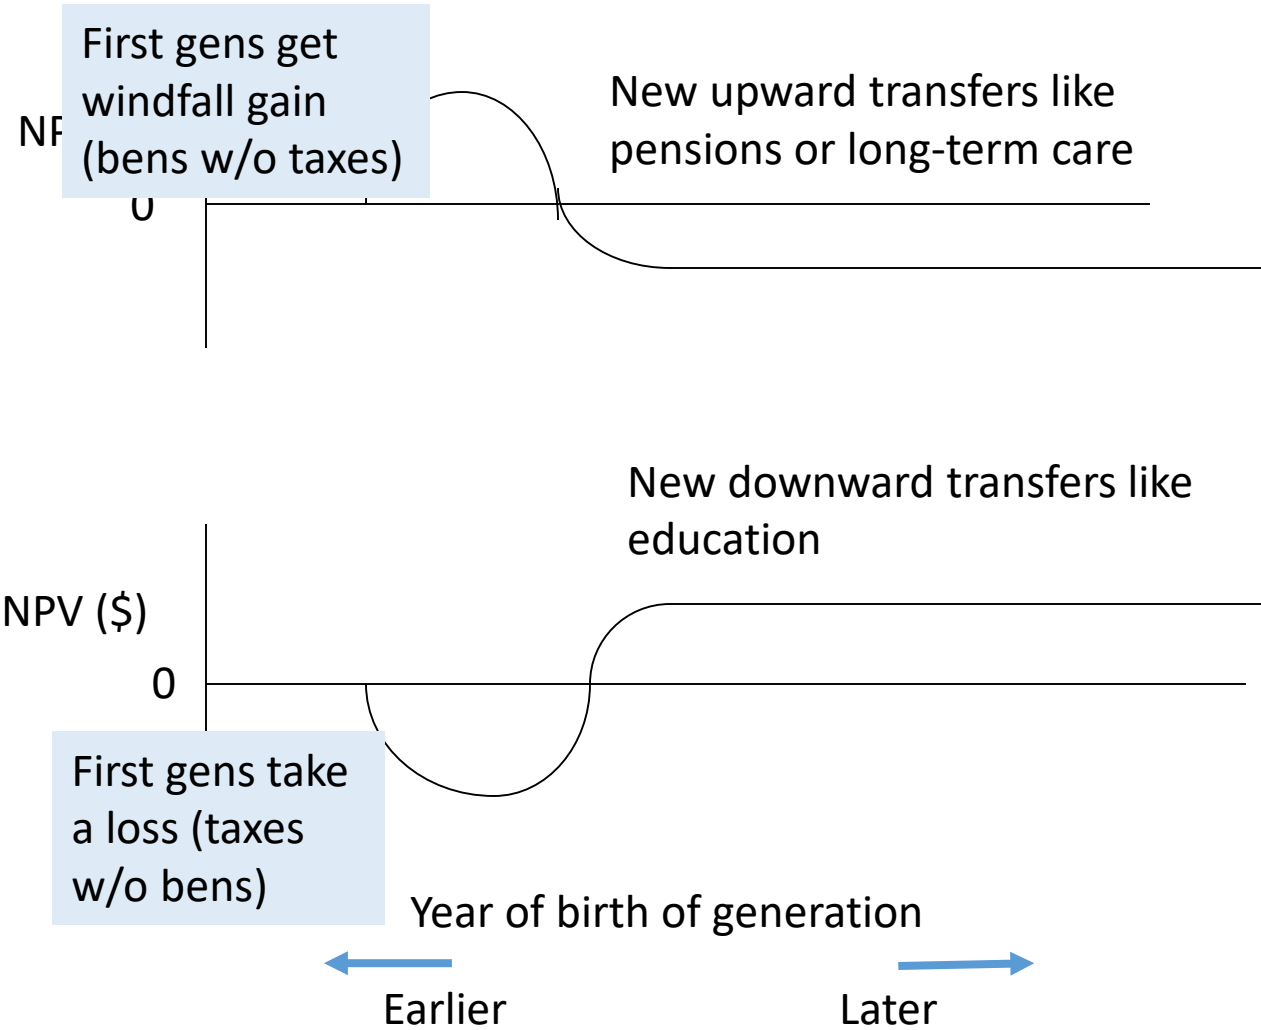 First gens get
windfall gain
(bens w/o taxes)
New upward transfers like
pensions or long-term care
0
New downward transfers like
education
NPV ($)
0
First gens take
a loss (taxes
w/o bens)
Year of birth of generation
Earlier
Later